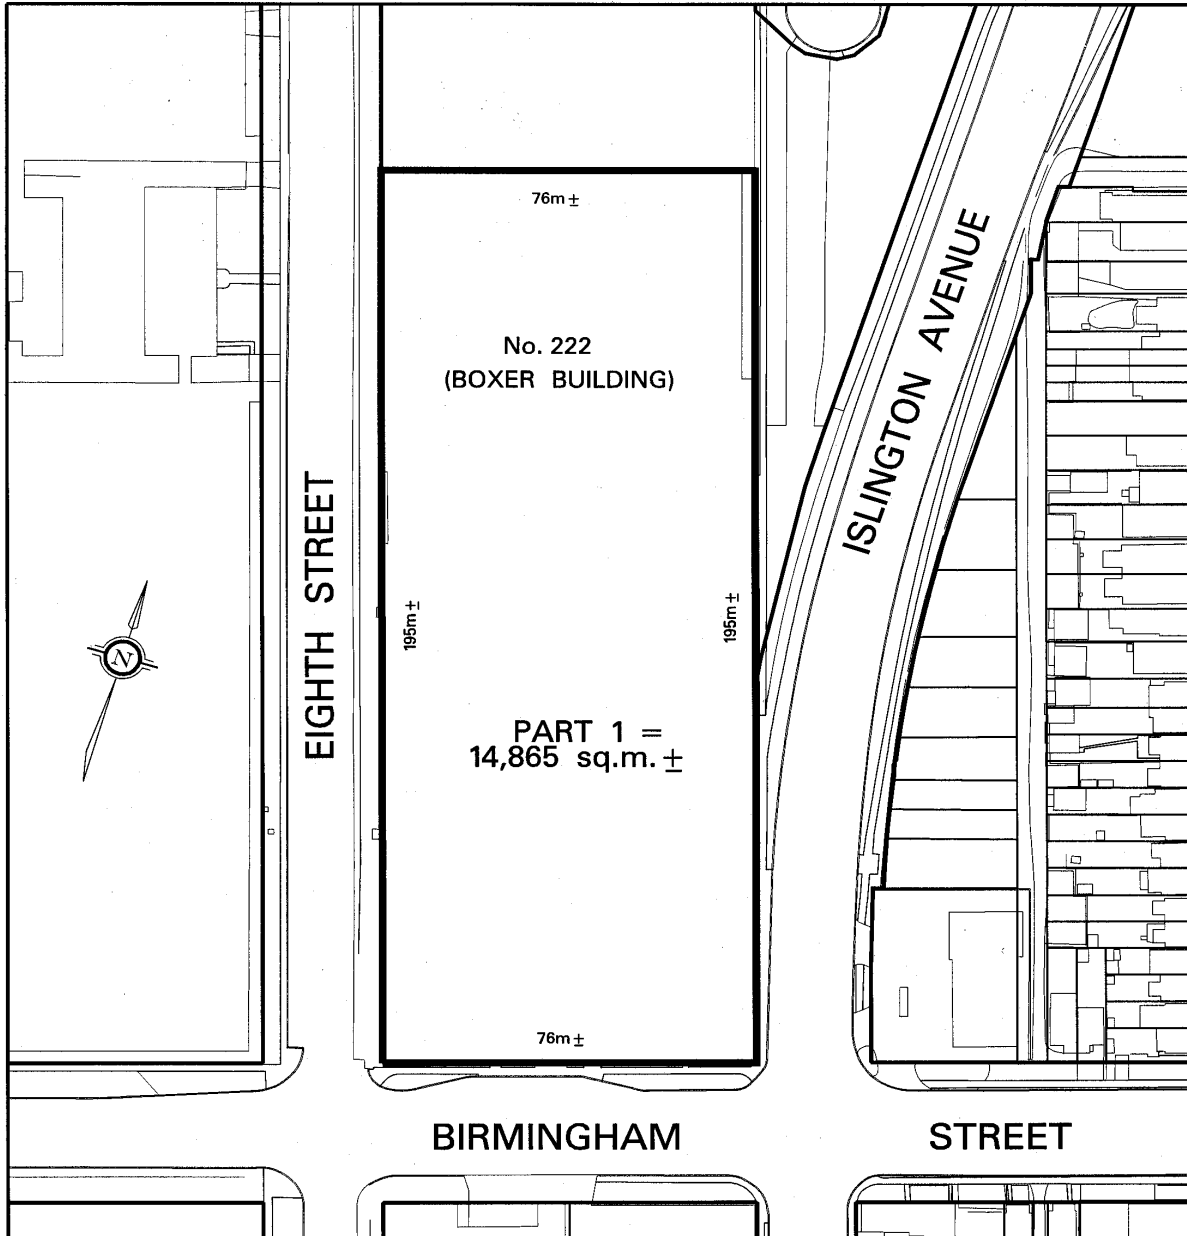 76m ±
No. 222
(BOXER BUILDING)
ISLINGTON AVENUE
EIGHTH STREET
195m ±
195m ±
N
PART 1 =
14,865 sq.m. ±
76m ±
BIRMINGHAM STREET